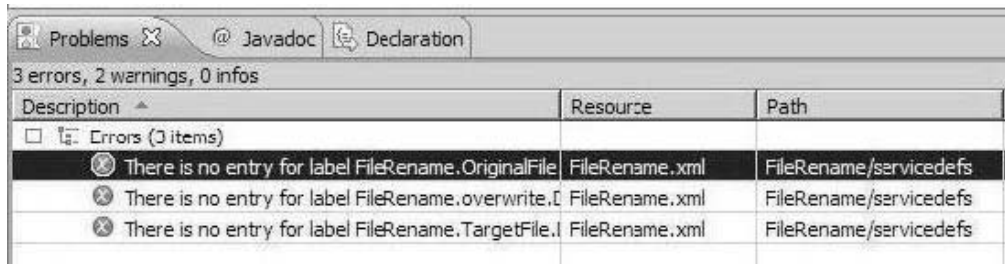 Problems @ Javadoc Declaration
3 errors, 2 warnings, 0 infos
Description Resource Path
Errors (3 items)
There is no entry for label FileRename.OriginalFile FileRename.xml FileRename/servicedefs
There is no entry for label FileRename.overwrite.D FileRename.xml FileRename/servicedefs
There is no entry for label FileRename.TargetFile. FileRename.xml FileRename/servicedefs